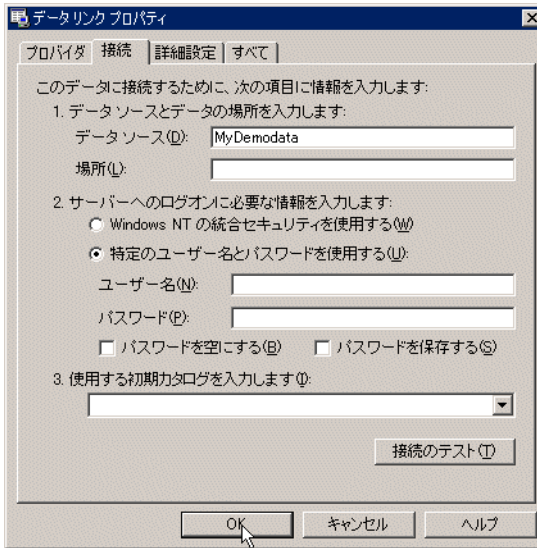 データ リンク プロパティ
プロバイダ 接続 詳細設定 すべて
このデータに接続するために、次の項目に情報を入力します:
1. データ ソースとデータの場所を入力します:
データ ソース(D): MyDemodata
場所(L):
2. サーバーへのログオンに必要な情報を入力します:
Windows NT の統合セキュリティを使用する(W)
特定のユーザー名とパスワードを使用する(U):
ユーザー名(N):
パスワード(P):
パスワードを空にする(B) パスワードを保存する(S)
3. 使用する初期カタログを入力します(I):
接続のテスト(T)
OK キャンセル ヘルプ